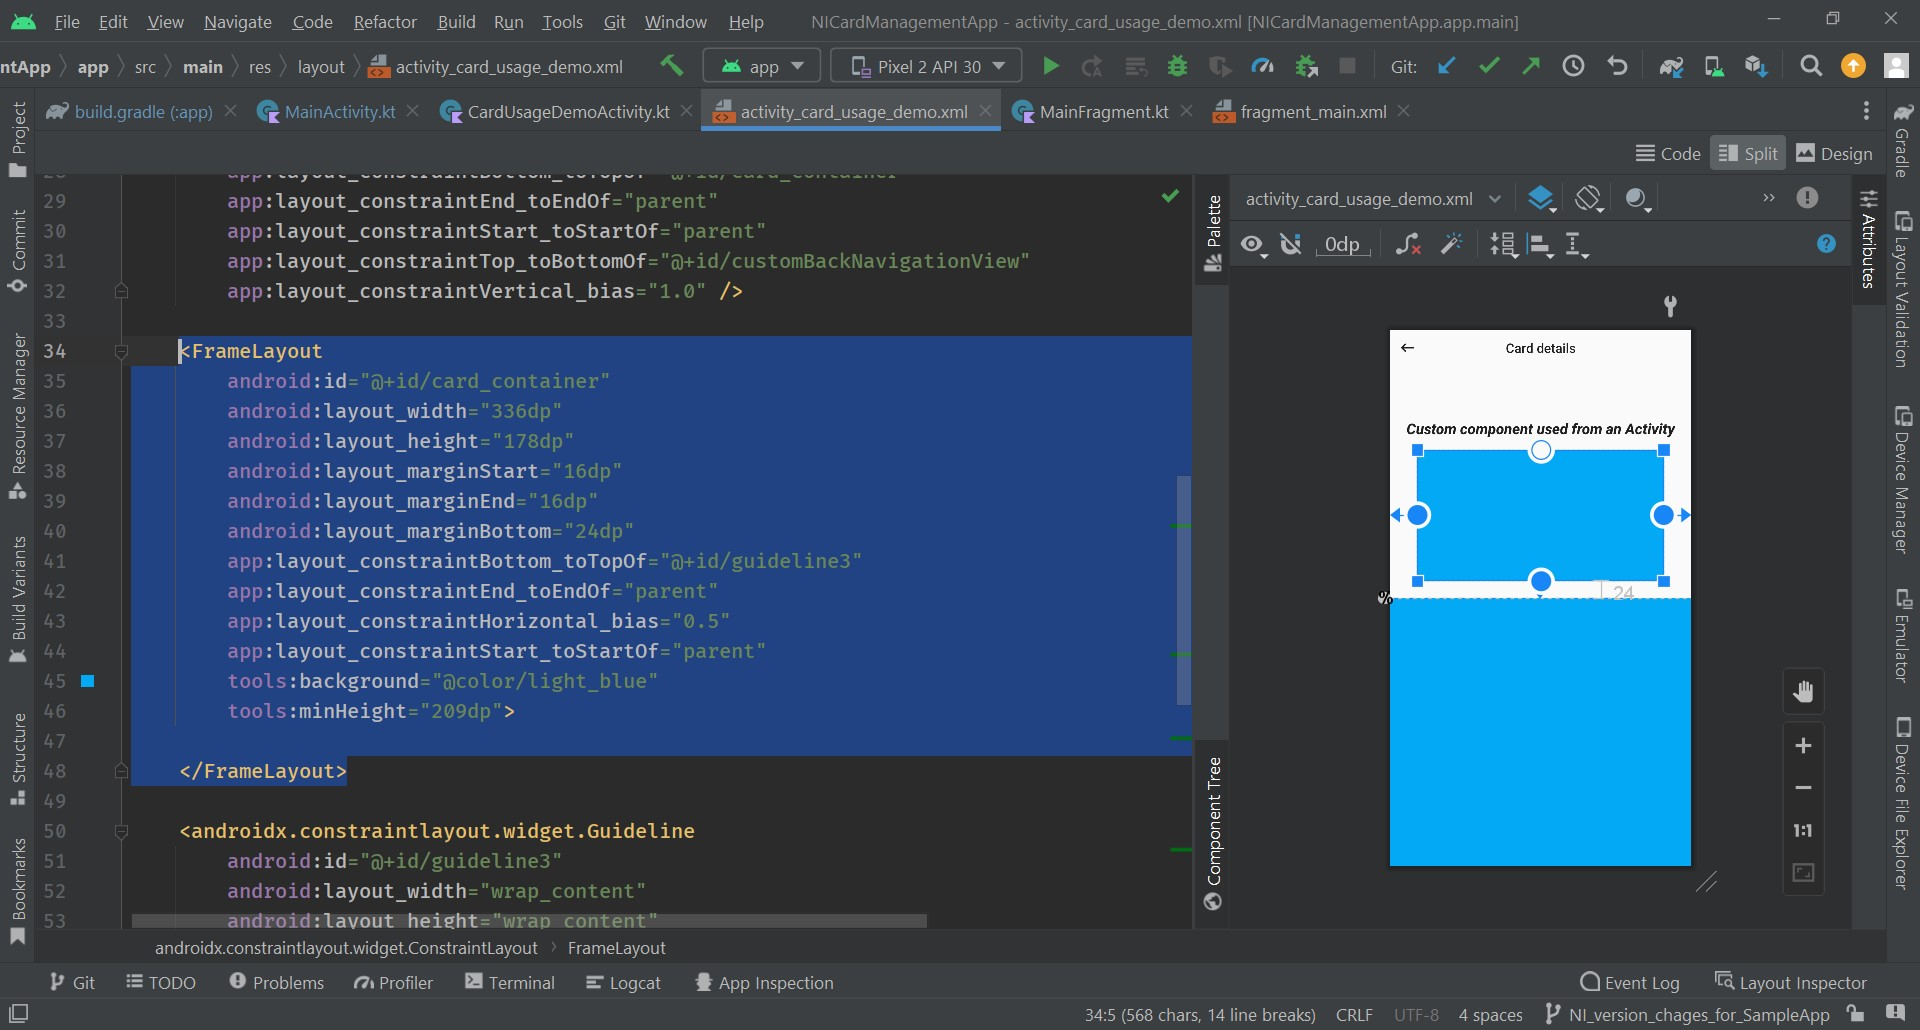 File Edit View Navigate Code Refactor Build Run Tools Git Window Help NICardManagementApp - activity_card_usage_demo.xml [NICardManagementApp.app.main]
ntApp app src main res layout activity_card_usage_demo.xml app Pixel 2 API 30 Git:
build.gradle (:app) MainActivity.kt CardUsageDemoActivity.kt activity_card_usage_demo.xml MainFragment.kt fragment_main.xml
Code Split Design
Project
Commit
Resource Manager
Build Variants
Structure
Bookmarks
29 app:layout_constraintEnd_toEndOf="parent"
30 app:layout_constraintStart_toStartOf="parent"
31 app:layout_constraintTop_toBottomOf="@+id/customBackNavigationView"
32 app:layout_constraintVertical_bias="1.0" />
33
34 <FrameLayout
35 android:id="@+id/card_container"
36 android:layout_width="336dp"
37 android:layout_height="178dp"
38 android:layout_marginStart="16dp"
39 android:layout_marginEnd="16dp"
40 android:layout_marginBottom="24dp"
41 app:layout_constraintBottom_toTopOf="@+id/guideline3"
42 app:layout_constraintEnd_toEndOf="parent"
43 app:layout_constraintHorizontal_bias="0.5"
44 app:layout_constraintStart_toStartOf="parent"
45 tools:background="@color/light_blue"
46 tools:minHeight="209dp">
47
48 </FrameLayout>
49
50 <androidx.constraintlayout.widget.Guideline
51 android:id="@+id/guideline3"
52 android:layout_width="wrap_content"
53 android:layout_height="wrap_content"
Palette
Component Tree
activity_card_usage_demo.xml
0dp
Card details
Custom component used from an Activity
24
%
1:1
Attributes
Gradle
Layout Validation
Device Manager
Emulator
Device File Explorer
androidx.constraintlayout.widget.ConstraintLayout FrameLayout
Git TODO Problems Profiler Terminal Logcat App Inspection Event Log Layout Inspector
34:5 (568 chars, 14 line breaks) CRLF UTF-8 4 spaces NI_version_chages_for_SampleApp